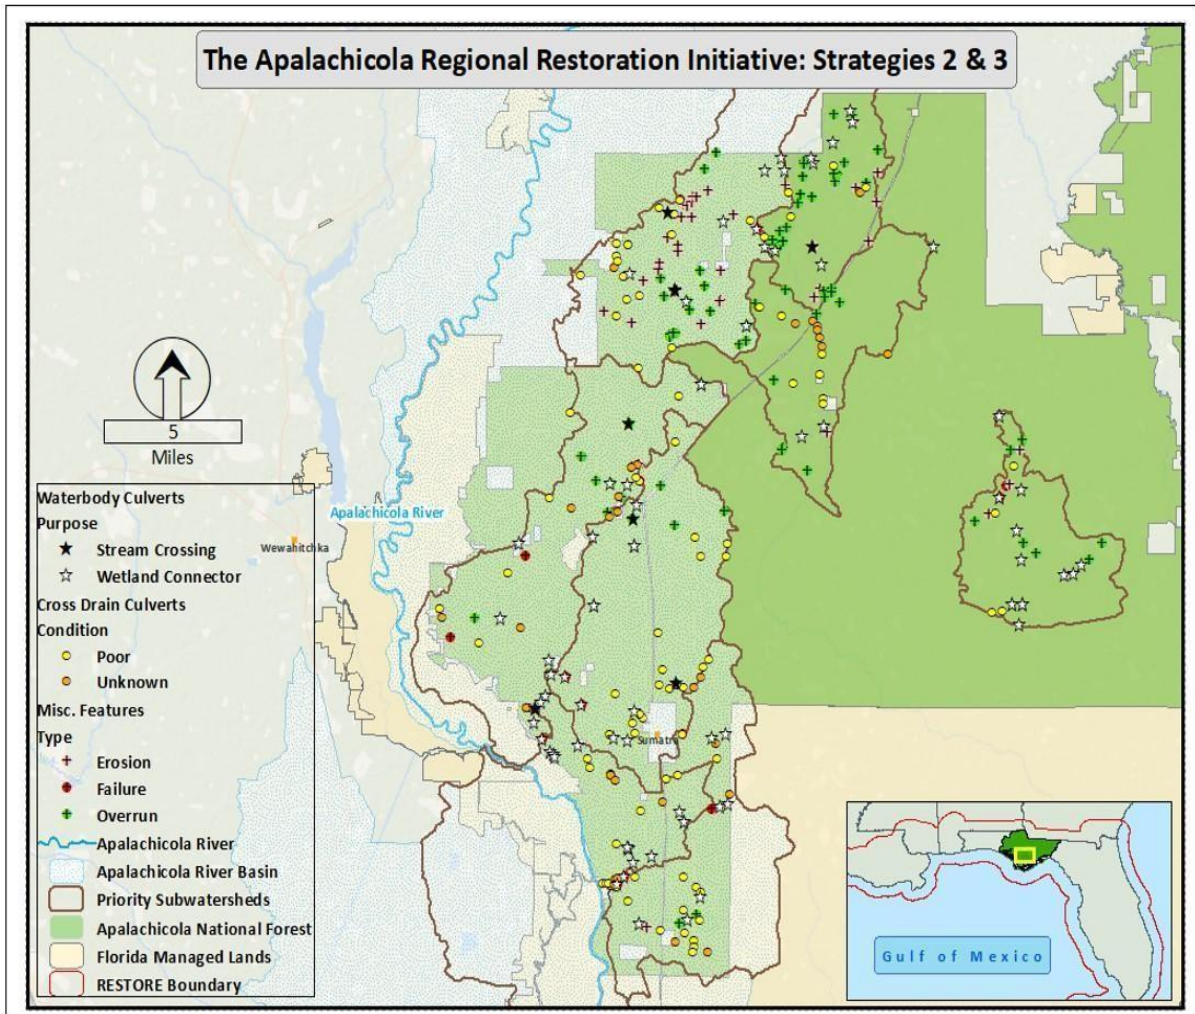 The Apalachicola Regional Restoration Initiative: Strategies 2 & 3
5
Miles
Apalachicola River
Wewahitchka
Sumatra
Waterbody Culverts
Purpose
Stream Crossing
Wetland Connector
Cross Drain Culverts
Condition
Poor
Unknown
Misc. Features
Type
Erosion
Failure
Overrun
Apalachicola River
Apalachicola River Basin
Priority Subwatersheds
Apalachicola National Forest
Florida Managed Lands
RESTORE Boundary
Gulf of Mexico